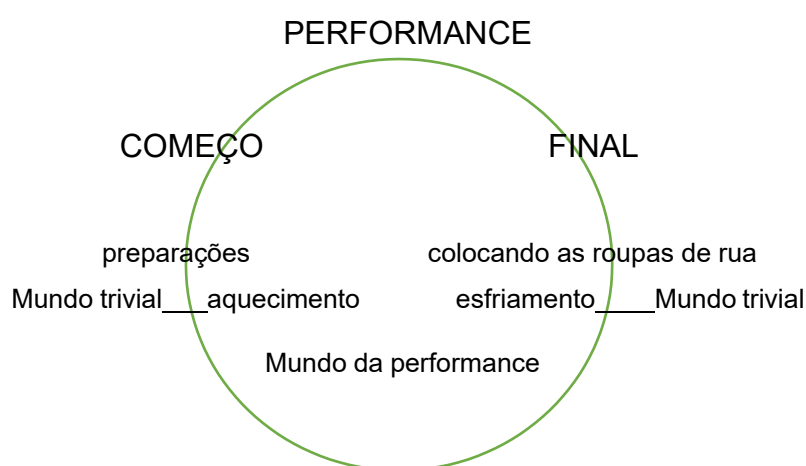 PERFORMANCE
COMEÇO FINAL
preparações colocando as roupas de rua
Mundo trivial___aquecimento esfriamento____Mundo trivial
Mundo da performance